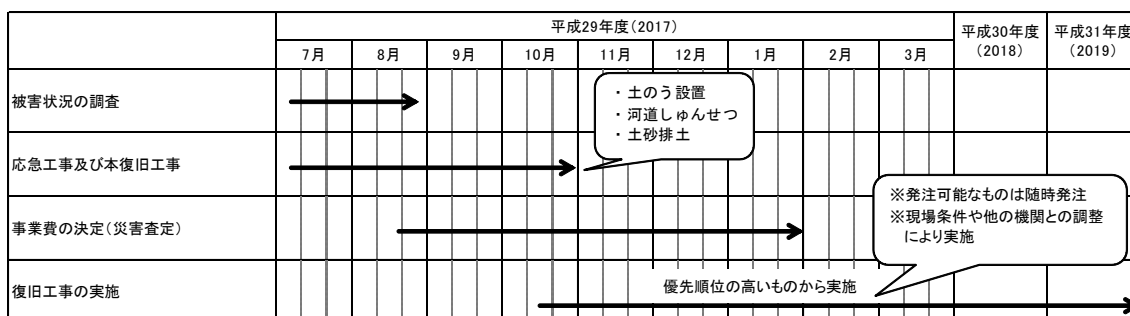 平成29年度(2017)
平成30年度
(2018)
平成31年度
(2019)
7月 8月 9月 10月 11月 12月 1月 2月 3月
被害状況の調査
・土のう設置
・河道しゅんせつ
・土砂排土
応急工事及び本復旧工事
※発注可能なものは随時発注
※現場条件や他の機関との調整
により実施
事業費の決定(災害査定)
優先順位の高いものから実施
復旧工事の実施